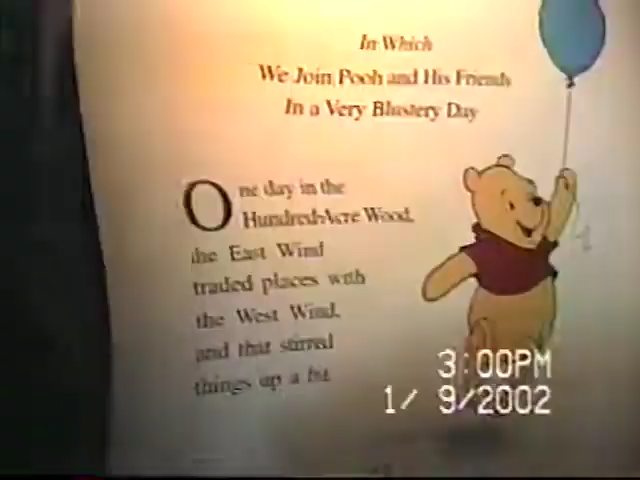 In Which
We Join Pooh and His Friends
In a Very Blustery Day
One day in the
Hundred-Acre Wood,
the East Wind
traded places with
the West Wind,
and that stirred
things up a bit.
3:00PM
1/ 9/2002